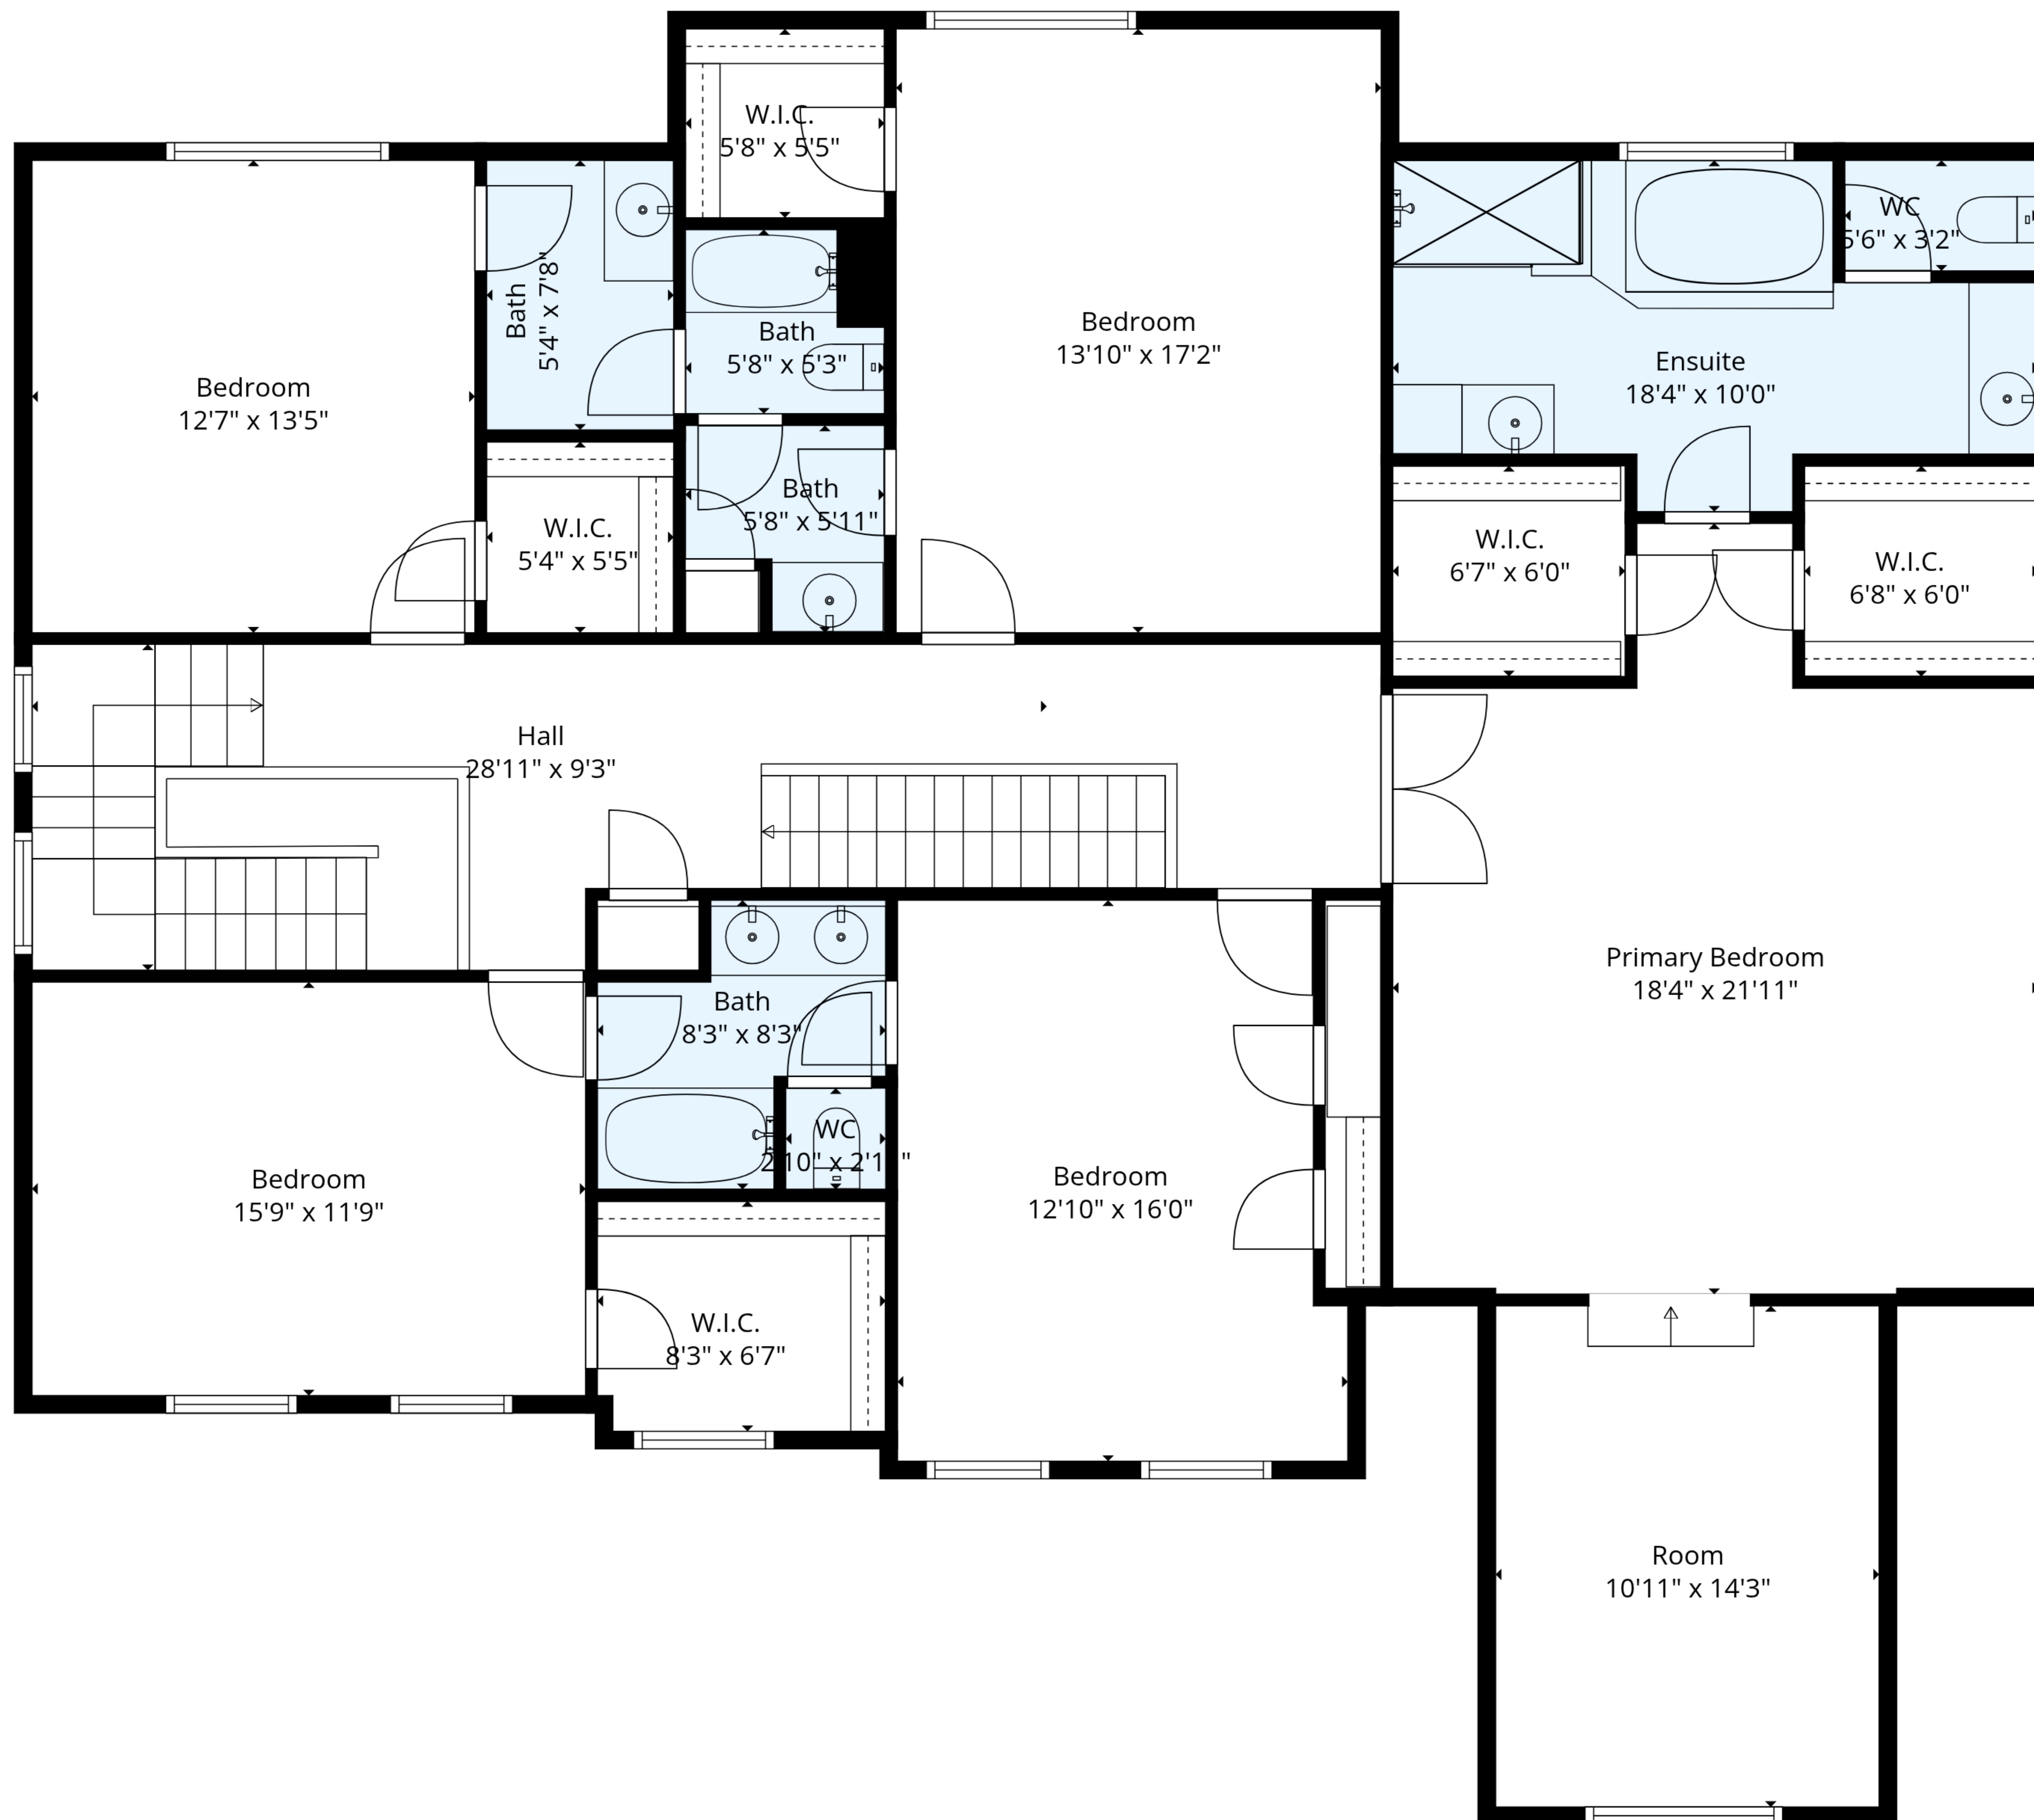 W.I.C.
5'8" x 5'5"
Bedroom
12'7" x 13'5"
Bath
5'4" x 7'8"
Bath
5'8" x 5'3"
Bedroom
13'10" x 17'2"
WC
5'6" x 3'2"
Ensuite
18'4" x 10'0"
W.I.C.
5'4" x 5'5"
Bath
5'8" x 5'11"
W.I.C.
6'7" x 6'0"
W.I.C.
6'8" x 6'0"
Hall
28'11" x 9'3"
Primary Bedroom
18'4" x 21'11"
Bath
8'3" x 8'3"
WC
Bedroom
15'9" x 11'9"
Bedroom
12'10" x 16'0"
W.I.C.
8'3" x 6'7"
Room
10'11" x 14'3"